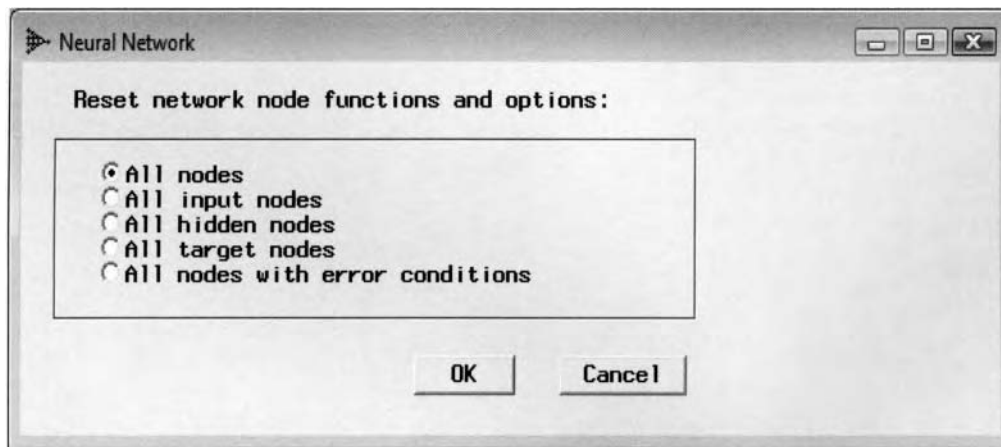 Neural Network
Reset network node functions and options:
All nodes
All input nodes
All hidden nodes
All target nodes
All nodes with error conditions
OK
Cancel